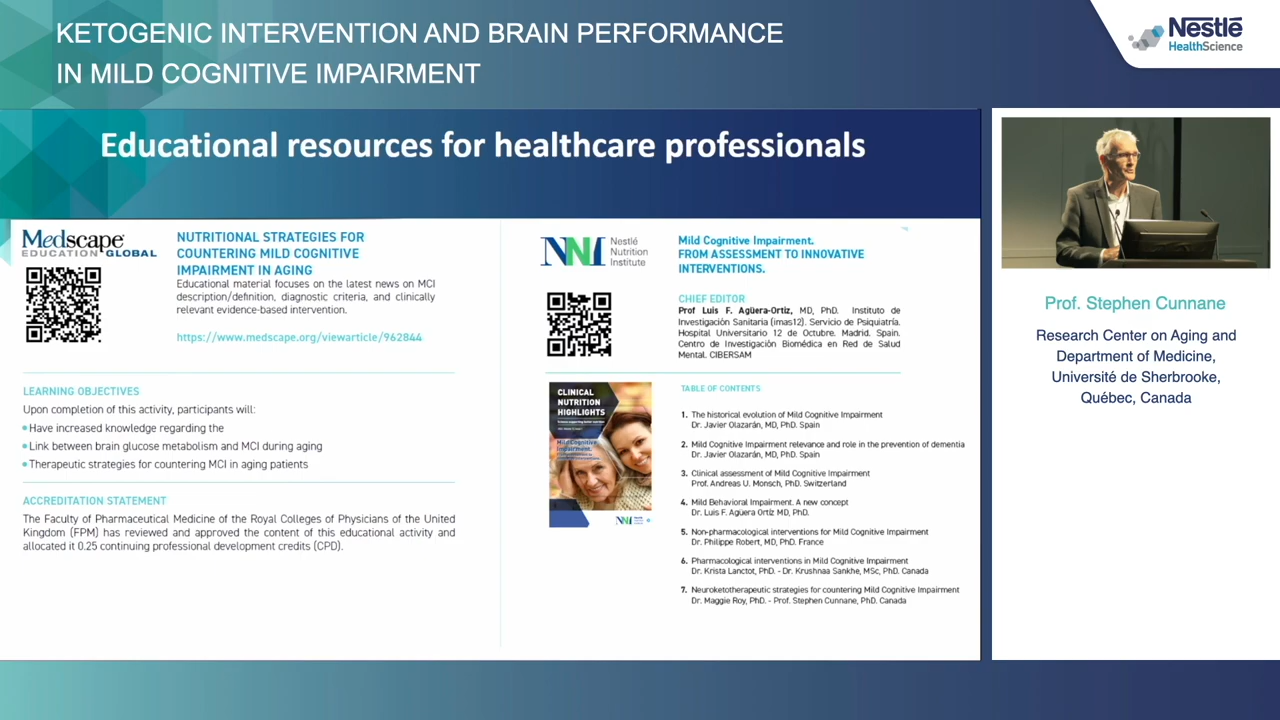 KETOGENIC INTERVENTION AND BRAIN PERFORMANCE
IN MILD COGNITIVE IMPAIRMENT
Nestlé
HealthScience
Educational resources for healthcare professionals
Medscape
EDUCATION GLOBAL
NUTRITIONAL STRATEGIES FOR
COUNTERING MILD COGNITIVE
IMPAIRMENT IN AGING
Educational material focuses on the latest news on MCI
description/definition, diagnostic criteria, and clinically
relevant evidence-based intervention.
https://www.medscape.org/viewarticle/962844
LEARNING OBJECTIVES
Upon completion of this activity, participants will:
• Have increased knowledge regarding the
• Link between brain glucose metabolism and MCI during aging
• Therapeutic strategies for countering MCI in aging patients
ACCREDITATION STATEMENT
The Faculty of Pharmaceutical Medicine of the Royal Colleges of Physicians of the United
Kingdom (FPM) has reviewed and approved the content of this educational activity and
allocated it 0.25 continuing professional development credits (CPD).
NNI
Nestlé
Nutrition
Institute
Mild Cognitive Impairment.
FROM ASSESSMENT TO INNOVATIVE
INTERVENTIONS.
CHIEF EDITOR
Prof Luis F. Agüera-Ortiz, MD, PhD. Instituto de
Investigación Sanitaria (imas12). Servicio de Psiquiatría.
Hospital Universitario 12 de Octubre. Madrid. Spain.
Centro de Investigación Biomédica en Red de Salud
Mental. CIBERSAM
CLINICAL
NUTRITION
HIGHLIGHTS
Mild Cognitive
Impairment.
NNI
TABLE OF CONTENTS
1. The historical evolution of Mild Cognitive Impairment
Dr. Javier Olazarán, MD, PhD. Spain
2. Mild Cognitive Impairment relevance and role in the prevention of dementia
Dr. Javier Olazarán, MD, PhD. Spain
3. Clinical assessment of Mild Cognitive Impairment
Prof. Andreas U. Monsch, PhD. Switzerland
4. Mild Behavioral Impairment. A new concept
Dr. Luis F. Agüera Ortíz MD, PhD.
5. Non-pharmacological interventions for Mild Cognitive Impairment
Dr. Philippe Robert, MD, PhD. France
6. Pharmacological interventions in Mild Cognitive Impairment
Dr. Krista Lanctot, PhD. - Dr. Krushnaa Sankhe, MSc, PhD. Canada
7. Neuroketotherapeutic strategies for countering Mild Cognitive Impairment
Dr. Maggie Roy, PhD. - Prof. Stephen Cunnane, PhD. Canada
Prof. Stephen Cunnane
Research Center on Aging and
Department of Medicine,
Université de Sherbrooke,
Québec, Canada